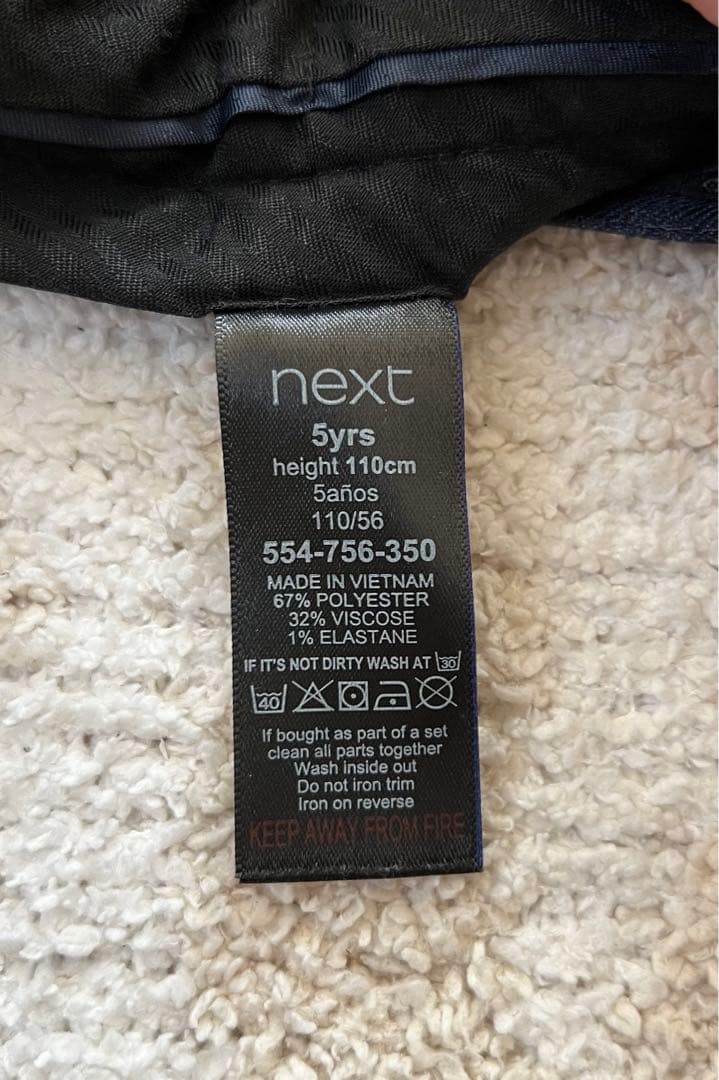 next
5yrs
height 110cm
5años
110/56
554-756-350
MADE IN VIETNAM
67% POLYESTER
32% VISCOSE
1% ELASTANE
IF IT'S NOT DIRTY WASH AT 30
40
If bought as part of a set
clean all parts together
Wash inside out
Do not iron trim
Iron on reverse
KEEP AWAY FROM FIRE